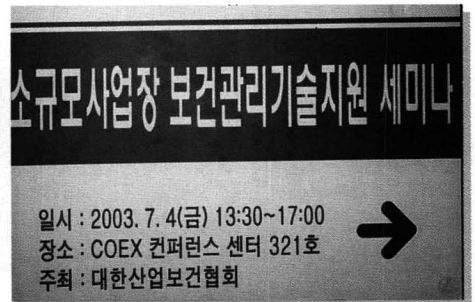 소규모사업장 보건관리기술지원 세미나
일시 : 2003. 7. 4(금) 13:30~17:00
장소 : COEX 컨퍼런스 센터 321호
주최 : 대한산업보건협회